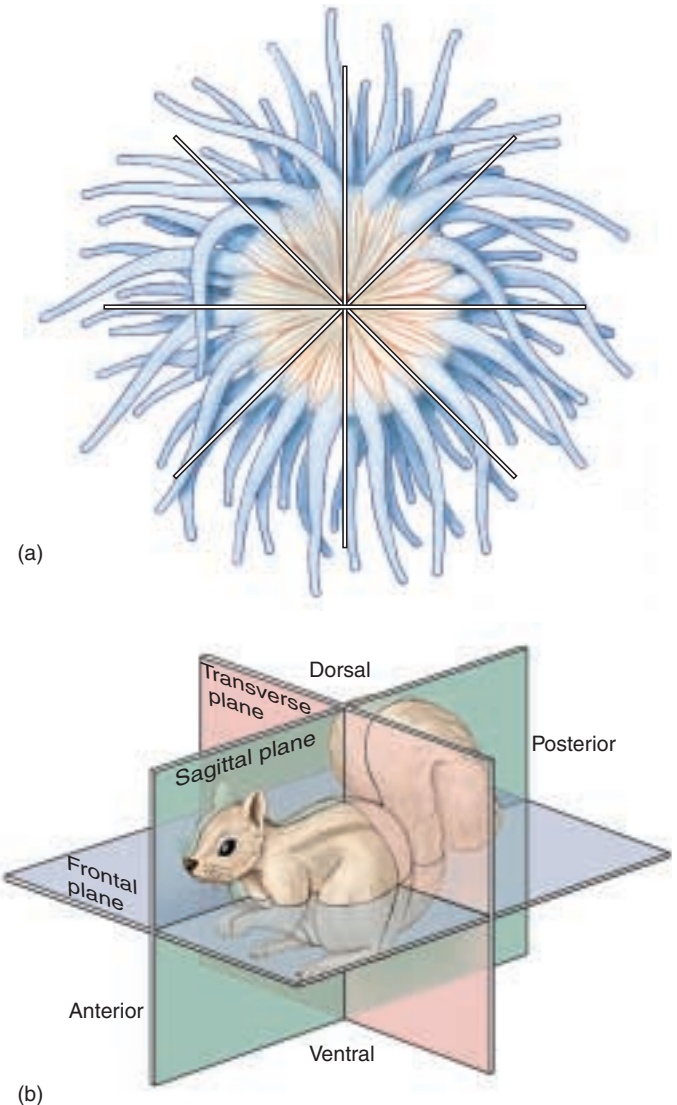 (a)
Dorsal
Transverse
plane
Sagittal plane
Posterior
Frontal
plane
Anterior
Ventral
(b)